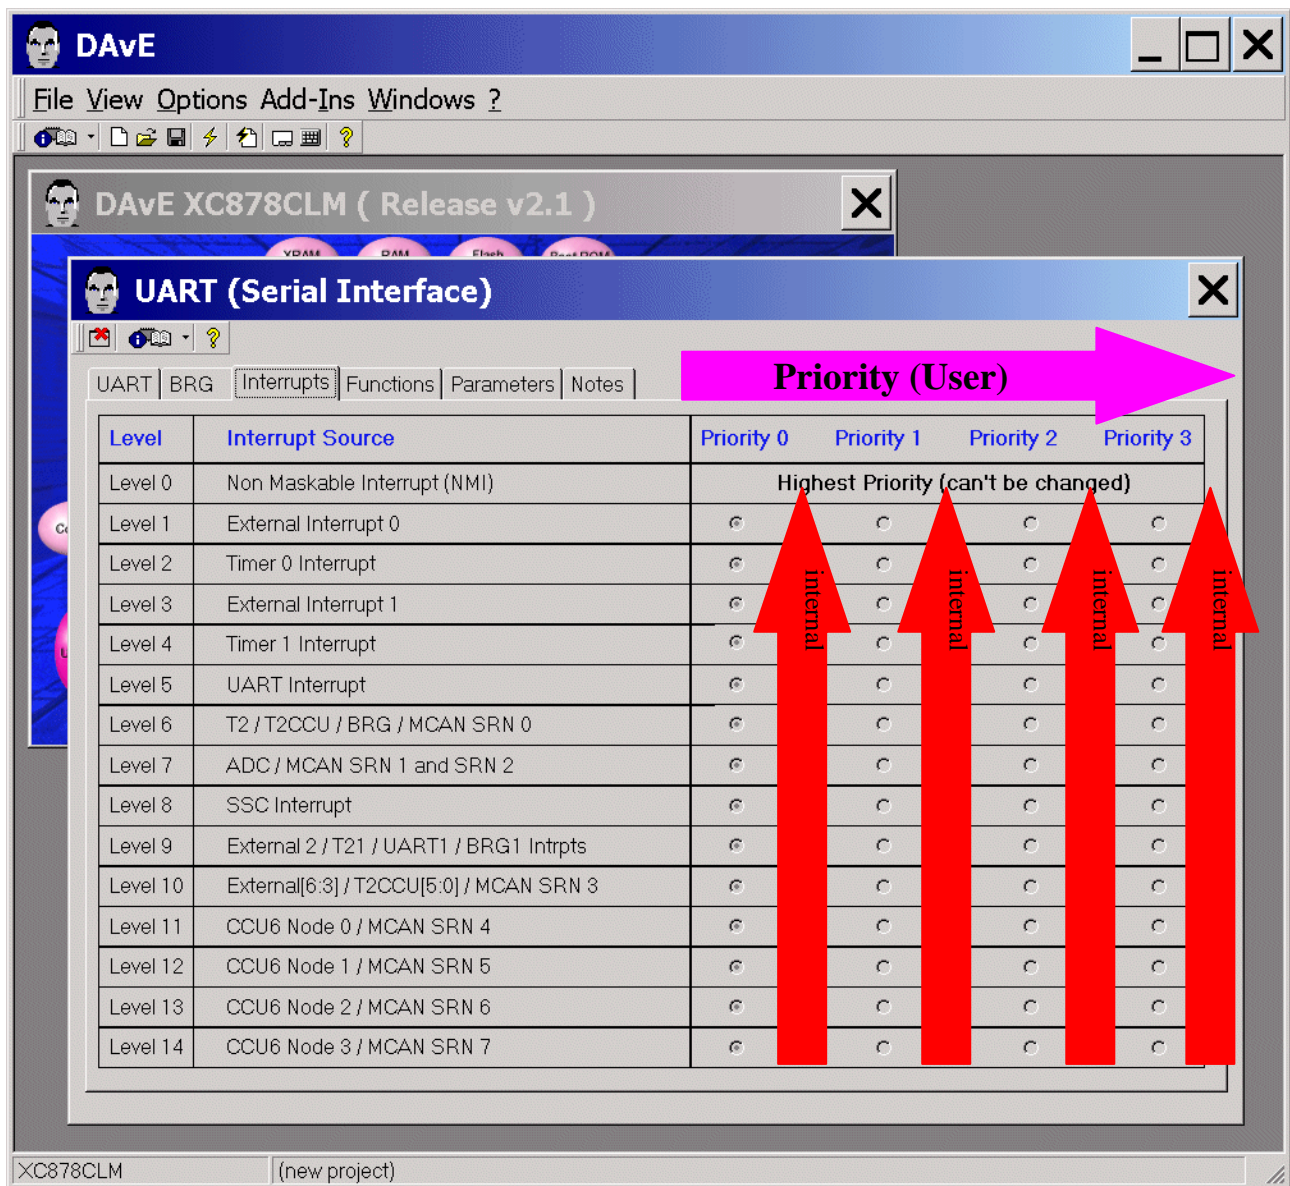 DAvE
File View Options Add-Ins Windows ?
DAvE XC878CLM ( Release v2.1 )
XRAM RAM Flash Boot ROM
UART (Serial Interface)
Priority (User)
UART BRG Interrupts Functions Parameters Notes
Level Interrupt Source Priority 0 Priority 1 Priority 2 Priority 3
Level 0 Non Maskable Interrupt (NMI) Highest Priority (can't be changed)
Level 1 External Interrupt 0
Level 2 Timer 0 Interrupt
Level 3 External Interrupt 1
Level 4 Timer 1 Interrupt
Level 5 UART Interrupt
Level 6 T2 / T2CCU / BRG / MCAN SRN 0
Level 7 ADC / MCAN SRN 1 and SRN 2
Level 8 SSC Interrupt
Level 9 External 2 / T21 / UART1 / BRG1 Intrpts
Level 10 External[6:3] / T2CCU[5:0] / MCAN SRN 3
Level 11 CCU6 Node 0 / MCAN SRN 4
Level 12 CCU6 Node 1 / MCAN SRN 5
Level 13 CCU6 Node 2 / MCAN SRN 6
Level 14 CCU6 Node 3 / MCAN SRN 7
internal
internal
internal
internal
XC878CLM (new project)